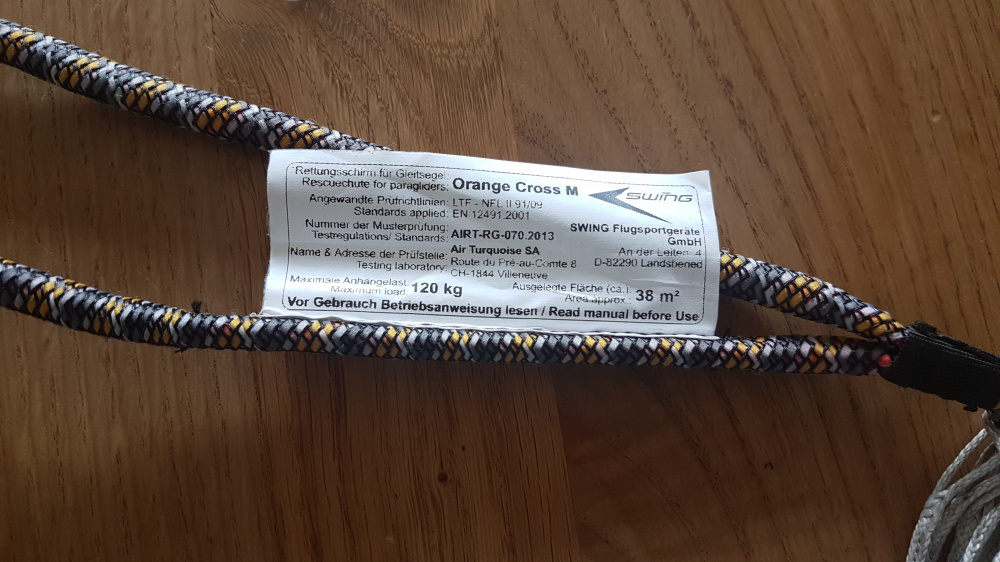 Rettungsschirm für Gleitsegel:
Rescuechute for paragliders: Orange Cross M
swing
Angewandte Prüfrichtlinien: LTF - NFL II 91/09
Standards applied: EN 12491.2001
Nummer der Musterprüfung:
Testregulations/ Standards: AIRT-RG-070.2013
SWING Flugsportgeräte
GmbH
An der Leiten 4
D-82290 Landsberied
Name & Adresse der Prüfstelle: Air Turquoise SA
Testing laboratory: Route du Pré-au-Comte 8
CH-1844 Villeneuve
Maximale Anhängelast:
Maximum load 120 kg
Ausgelegte Fläche (ca.):
Area approx.: 38 m²
Vor Gebrauch Betriebsanweisung lesen / Read manual before Use